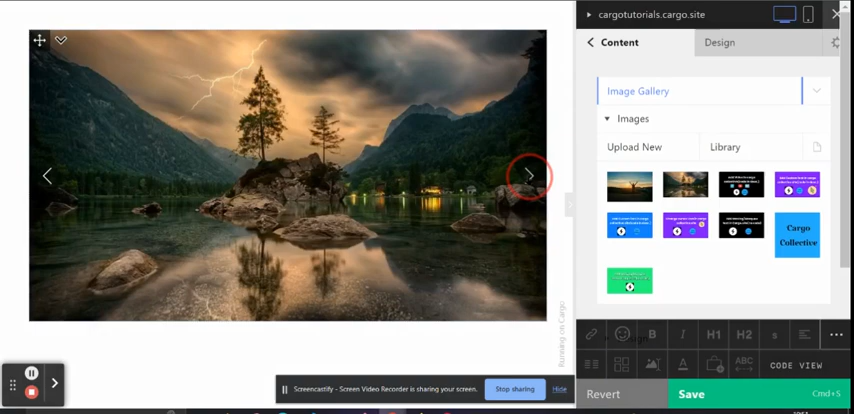 cargotutorials.cargo.site
Content
Design
Image Gallery
Images
Upload New
Library
Cargo
Collective
Running on Cargo
B
I
H1
H2
S
A
ABC
CODE VIEW
Screencastify - Screen Video Recorder is sharing your screen.
Stop sharing
Hide
Revert
Save
Cmd+S